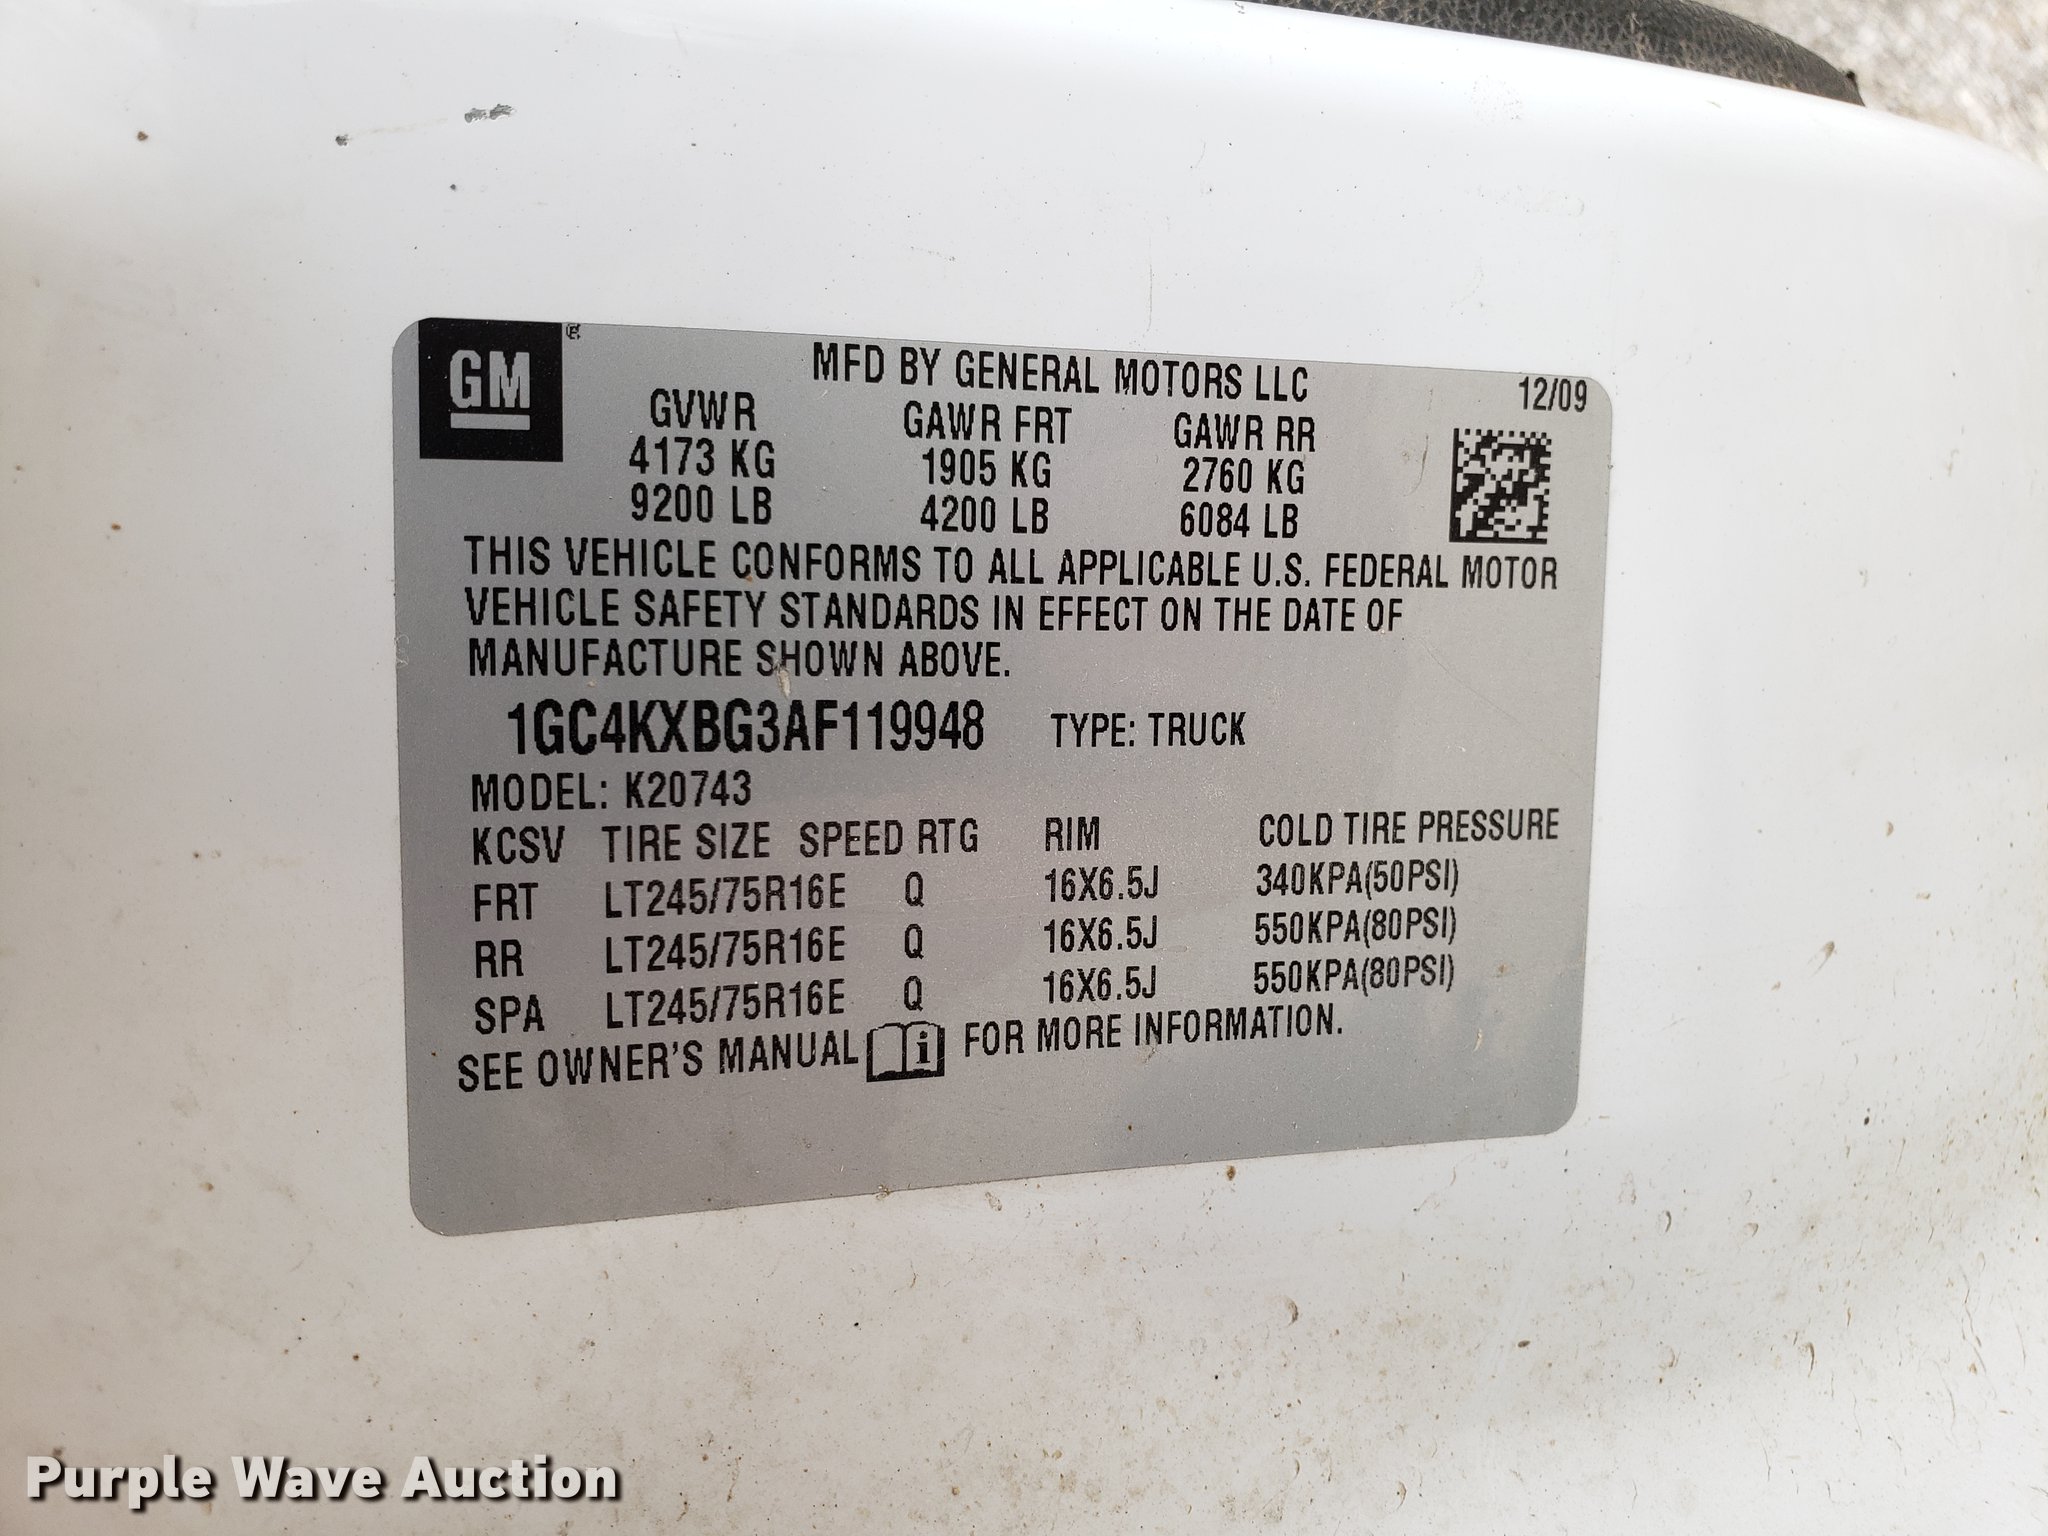 GM
MFD BY GENERAL MOTORS LLC 12/09
GVWR GAWR FRT GAWR RR
4173 KG 1905 KG 2760 KG
9200 LB 4200 LB 6084 LB
THIS VEHICLE CONFORMS TO ALL APPLICABLE U.S. FEDERAL MOTOR
VEHICLE SAFETY STANDARDS IN EFFECT ON THE DATE OF
MANUFACTURE SHOWN ABOVE.
1GC4KXBG3AF119948 TYPE: TRUCK
MODEL: K20743
KCSV TIRE SIZE SPEED RTG RIM COLD TIRE PRESSURE
FRT LT245/75R16E Q 16X6.5J 340KPA(50PSI)
RR LT245/75R16E Q 16X6.5J 550KPA(80PSI)
SPA LT245/75R16E Q 16X6.5J 550KPA(80PSI)
SEE OWNER'S MANUAL i FOR MORE INFORMATION.
Purple Wave Auction